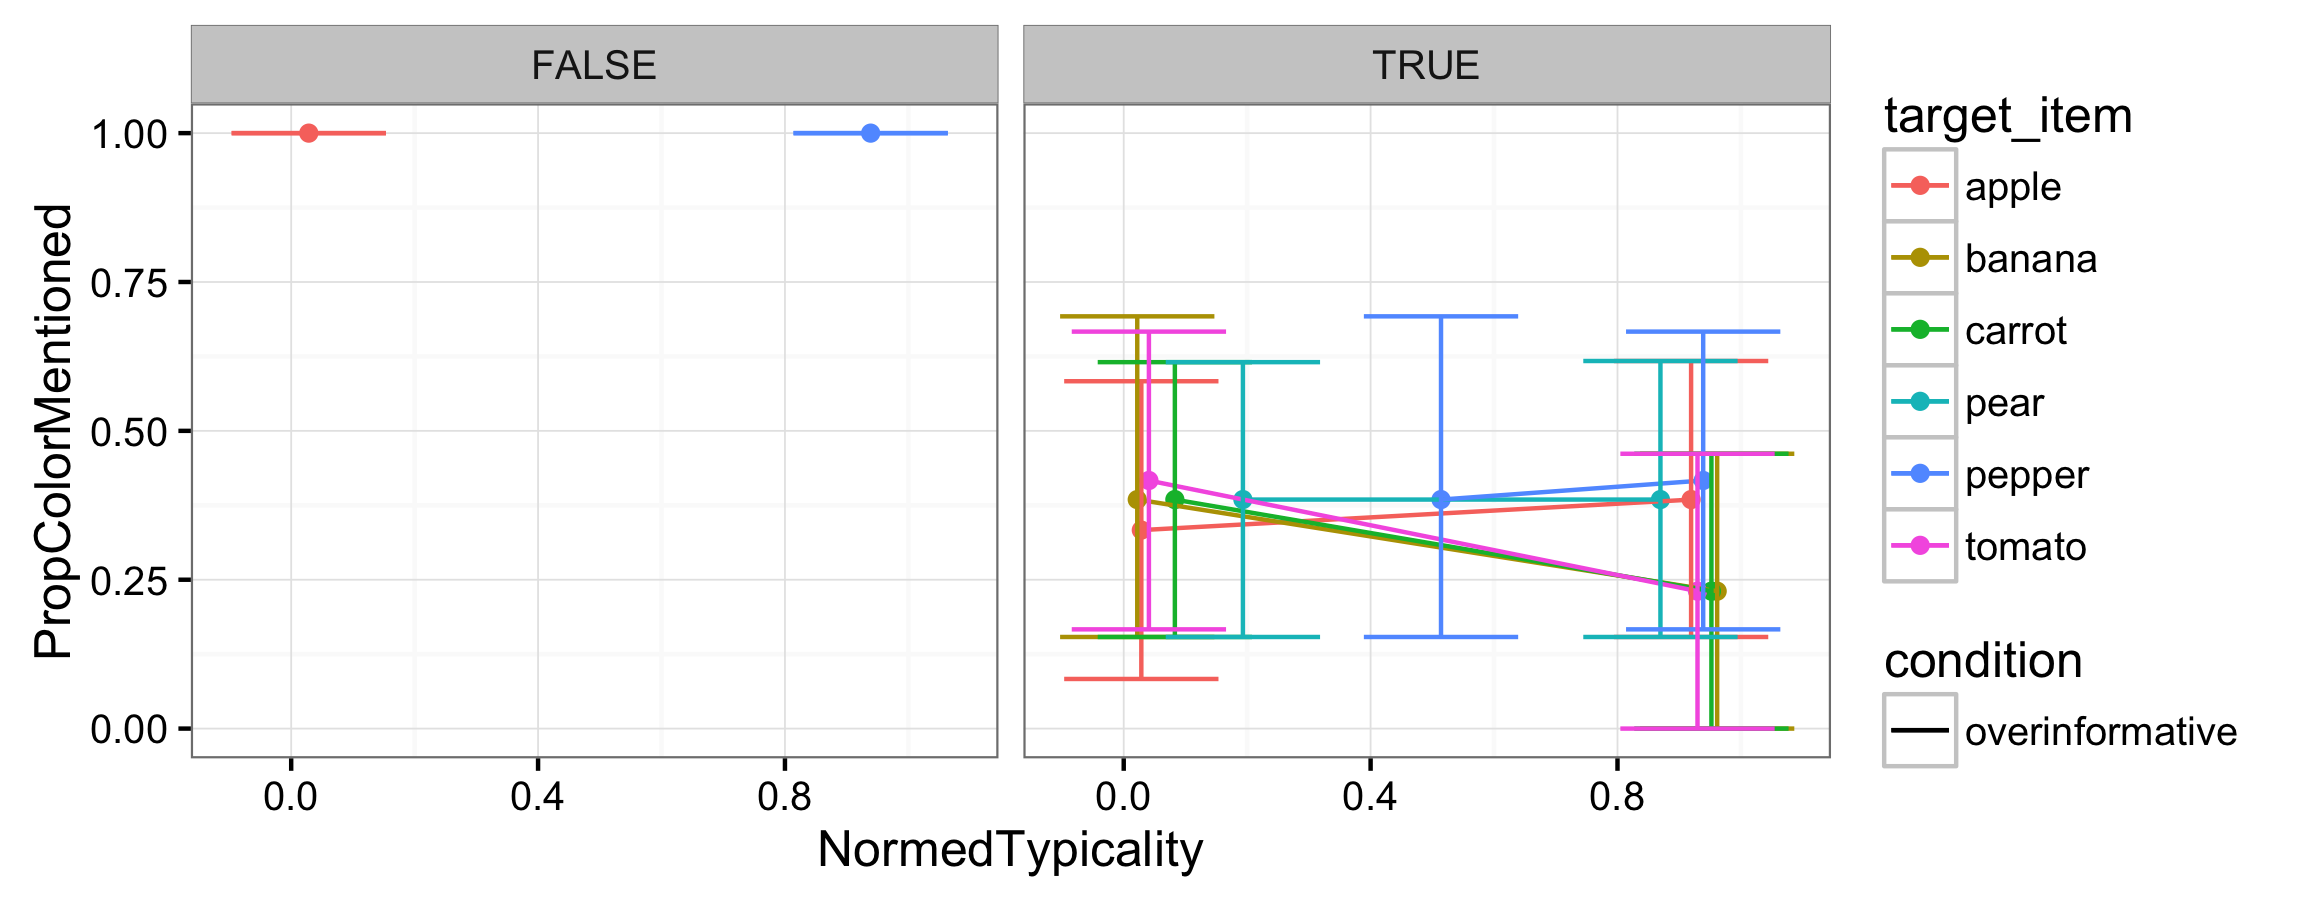 FALSE
TRUE
PropColorMentioned
1.00
0.75
0.50
0.25
0.00
0.0
0.4
0.8
0.0
0.4
0.8
NormedTypicality
target_item
apple
banana
carrot
pear
pepper
tomato
condition
overinformative